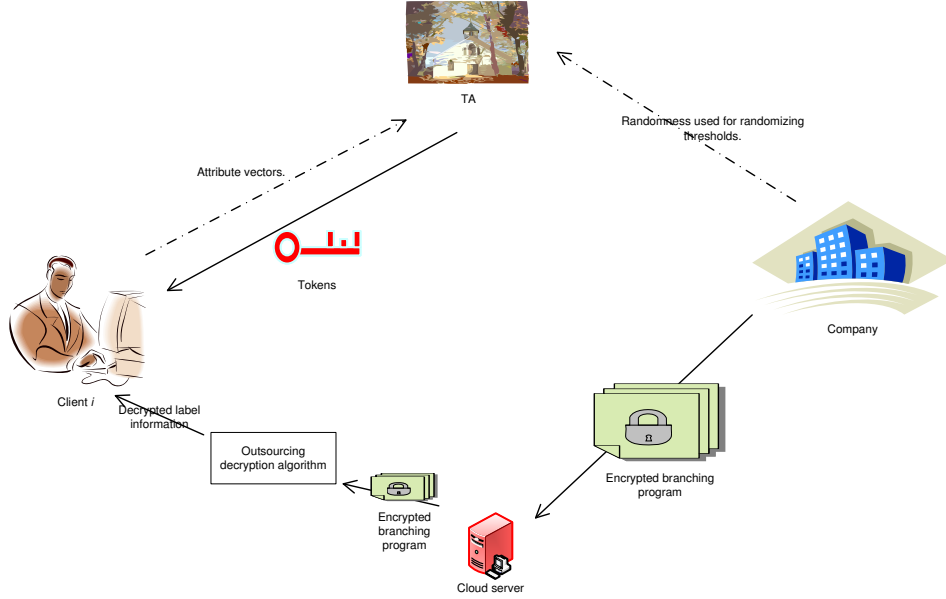 TA
Randomness used for randomizing
thresholds.
Attribute vectors.
Tokens
Company
Client i
Decrypted label
information
Outsourcing
decryption algorithm
Encrypted branching
program
Encrypted
branching
program
Cloud server